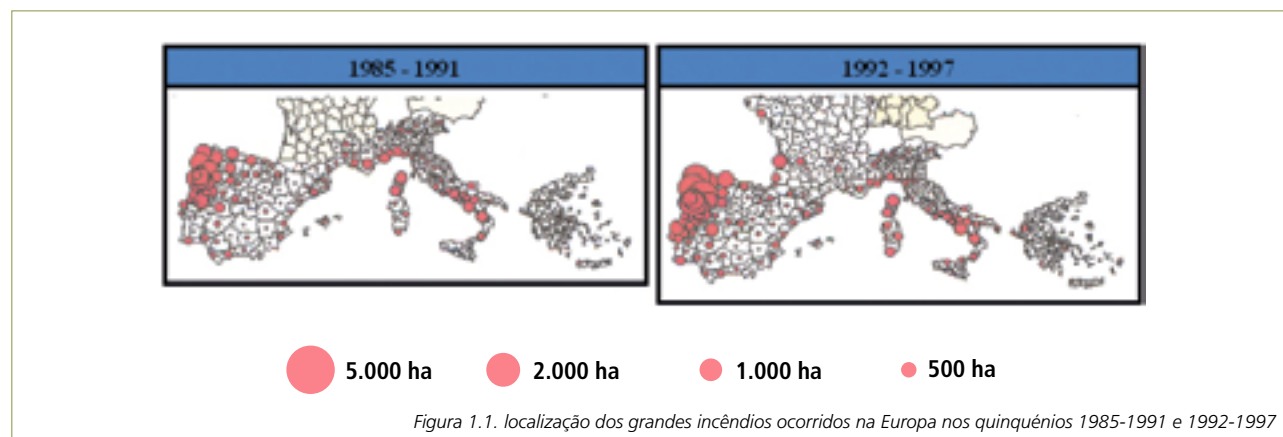 1985 - 1991
1992 - 1997
5.000 ha
2.000 ha
1.000 ha
500 ha
Figura 1.1. localização dos grandes incêndios ocorridos na Europa nos quinquénios 1985-1991 e 1992-1997